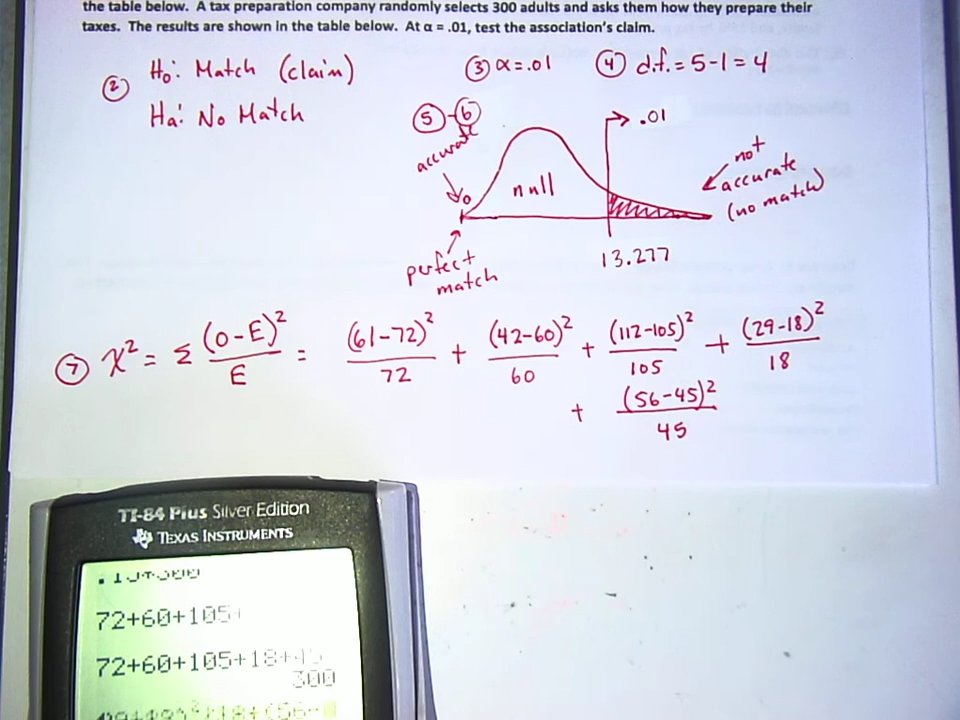 the table below. A tax preparation company randomly selects 300 adults and asks them how they prepare their
taxes. The results are shown in the table below. At α = .01, test the association's claim.
② H₀: Match (claim)
Ha: No Match
③ α = .01
④ d.f. = 5-1 = 4
⑤-⑥
accurate
0
null
.01
not
accurate
(no match)
perfect
match
13.277
⑦ χ² = Σ (O-E)²/E = (61-72)²/72 + (42-60)²/60 + (112-105)²/105 + (29-18)²/18
+ (56-45)²/45
TI-84 Plus Silver Edition
TEXAS INSTRUMENTS
72+60+105+
72+60+105+18+45
300